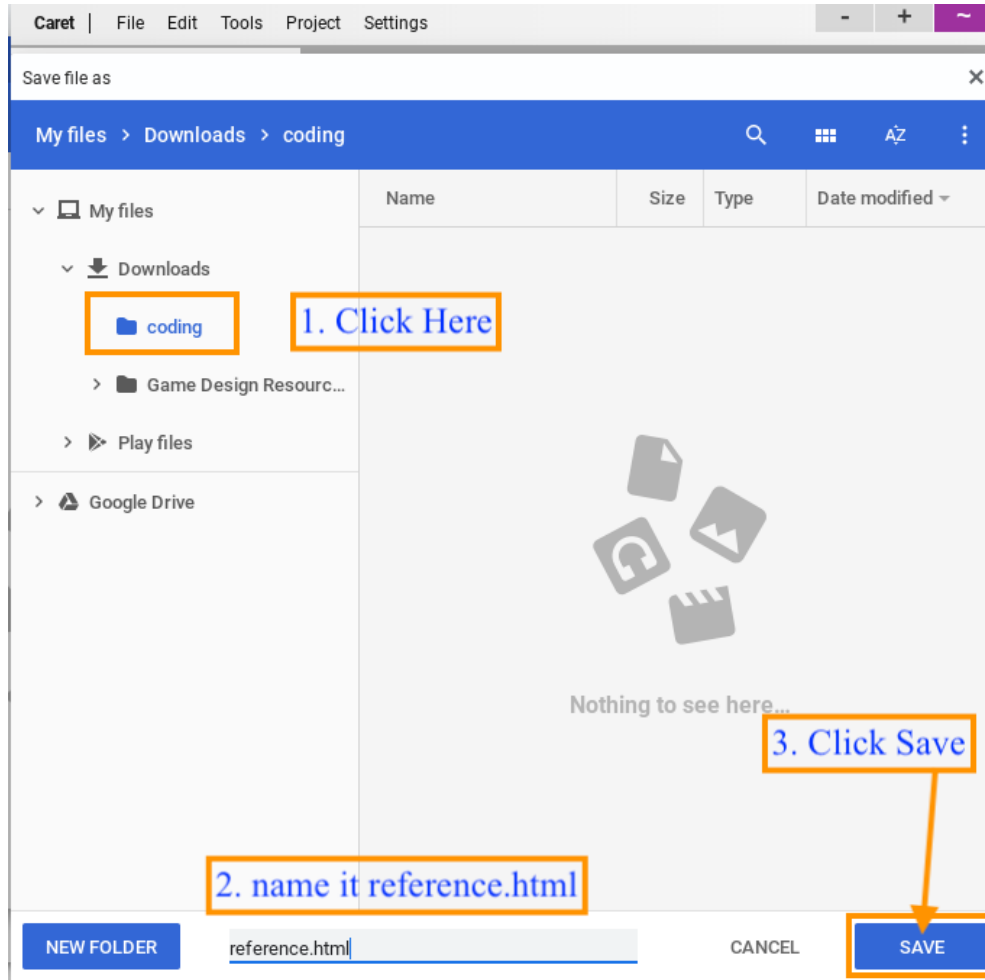 Caret | File Edit Tools Project Settings - + ~
Save file as ×
My files > Downloads > coding AZ
Name Size Type Date modified
My files
Downloads
coding
1. Click Here
Game Design Resourc...
Play files
Google Drive
Nothing to see here...
3. Click Save
2. name it reference.html
NEW FOLDER reference.html CANCEL SAVE